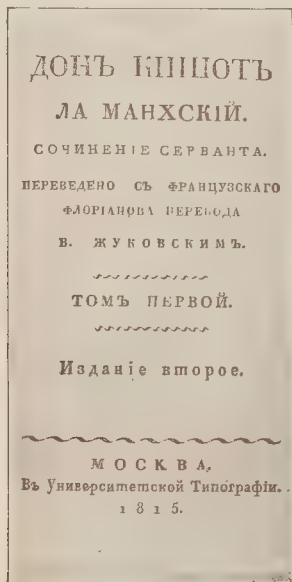 ДОНЪ КИШОТЪ
ЛА МАНХСКІЙ.
СОЧИНЕНІЕ СЕРВАНТА.
ПЕРЕВЕДЕНО СЪ ФРАНЦУЗСКАГО
ФЛОРІАНОВА ПЕРЕВОДА
В. ЖУКОВСКИМЪ.
ТОМЪ ПЕРВОЙ.
Изданіе второе.
МОСКВА,
Въ Университетской Типографіи.
1815.